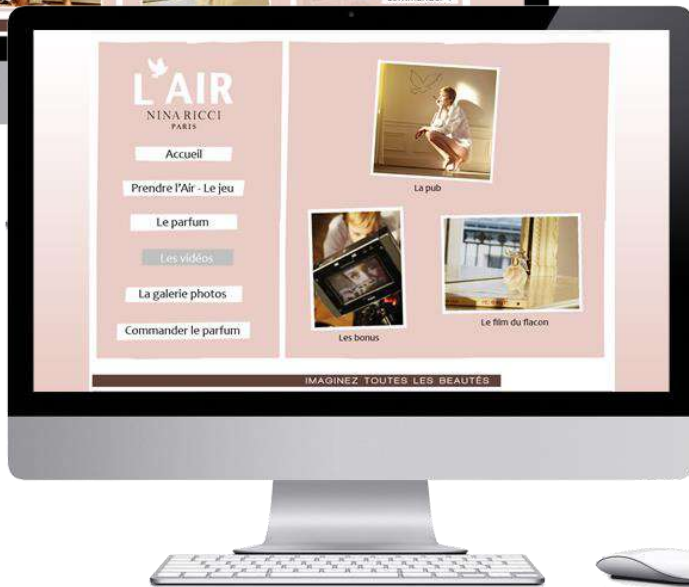 L'AIR
NINA RICCI
PARIS
Accueil
Prendre l'Air - Le jeu
Le parfum
Les vidéos
La galerie photos
Commander le parfum
La pub
Les bonus
Le film du flacon
IMAGINEZ TOUTES LES BEAUTÉS